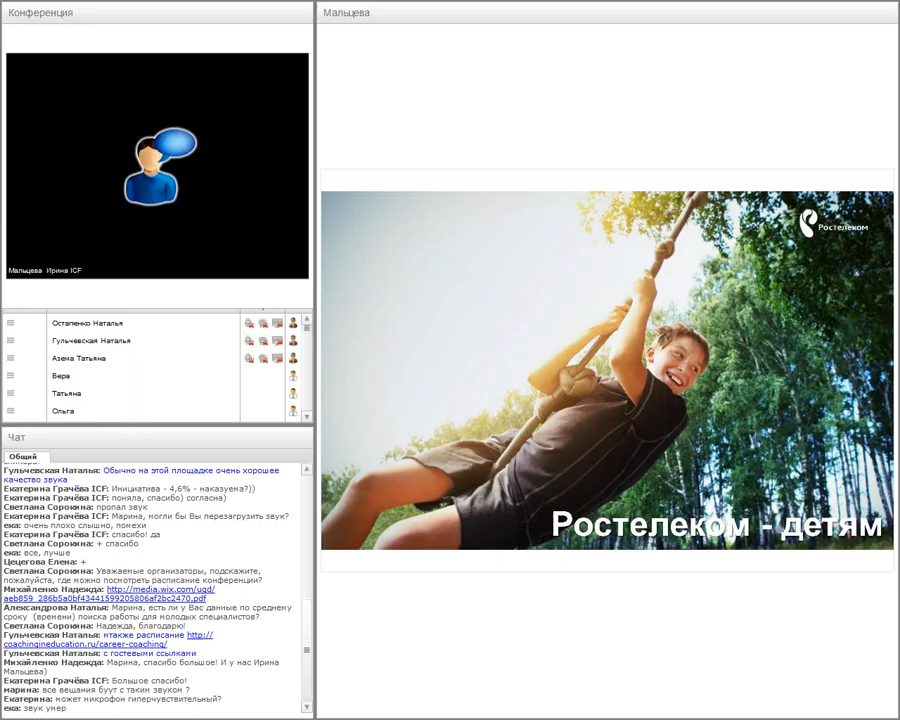 Конференция
Мальцева Ирина ICF
Остапенко Наталья
Гульчевская Наталья
Азема Татьяна
Вера
Татьяна
Ольга
Чат
Общий
Гульчевская Наталья: Обычно на этой площадке очень хорошее
качество звука
Екатерина Грачёва ICF: Инициатива - 4,6% - наказуема?))
Екатерина Грачёва ICF: поняла, спасибо) согласна)
Светлана Сорокина: пропал звук
Екатерина Грачёва ICF: Марина, могли бы Вы перезагрузить звук?
ека: очень плохо слышно, помехи
Екатерина Грачёва ICF: спасибо! да
Светлана Сорокина: + спасибо
ека: все, лучше
Цецегова Елена: +
Светлана Сорокина: Уважаемые организаторы, подскажите,
пожалуйста, где можно посмотреть расписание конференции?
Михайленко Надежда: http://media.wix.com/ugd/
aeb859_286b5a0bf43441599205806af2bc2470.pdf
Александрова Наталья: Марина, есть ли у Вас данные по среднему
сроку (времени) поиска работы для молодых специалистов?
Светлана Сорокина: Надежда, благодарю!
Гульчевская Наталья: мтакже расписание http://
coachingineducation.ru/career-coaching/
Гульчевская Наталья: с гостевыми ссылками
Михайленко Надежда: Марина, спасибо большое! И у нас Ирина
Мальцева)
Екатерина Грачёва ICF: Большое спасибо!
марина: все вещания буут с таким звуком ?
Екатерина: может микрофон гиперчувствительный?
ека: звук умер
Мальцева
Ростелеком
Ростелеком - детям